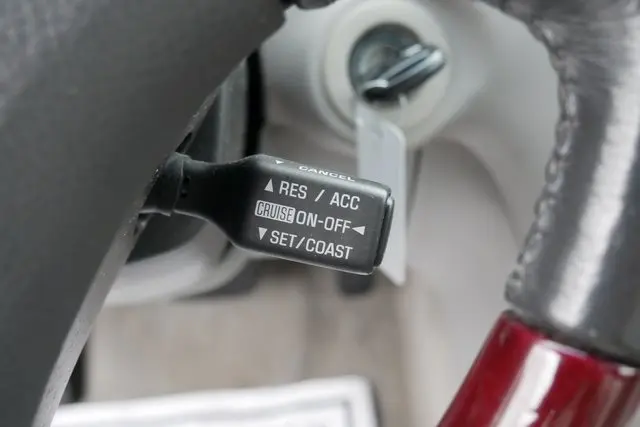 ▼ CANCEL
▲ RES / ACC
CRUISE ON-OFF ◄
▼ SET/COAST